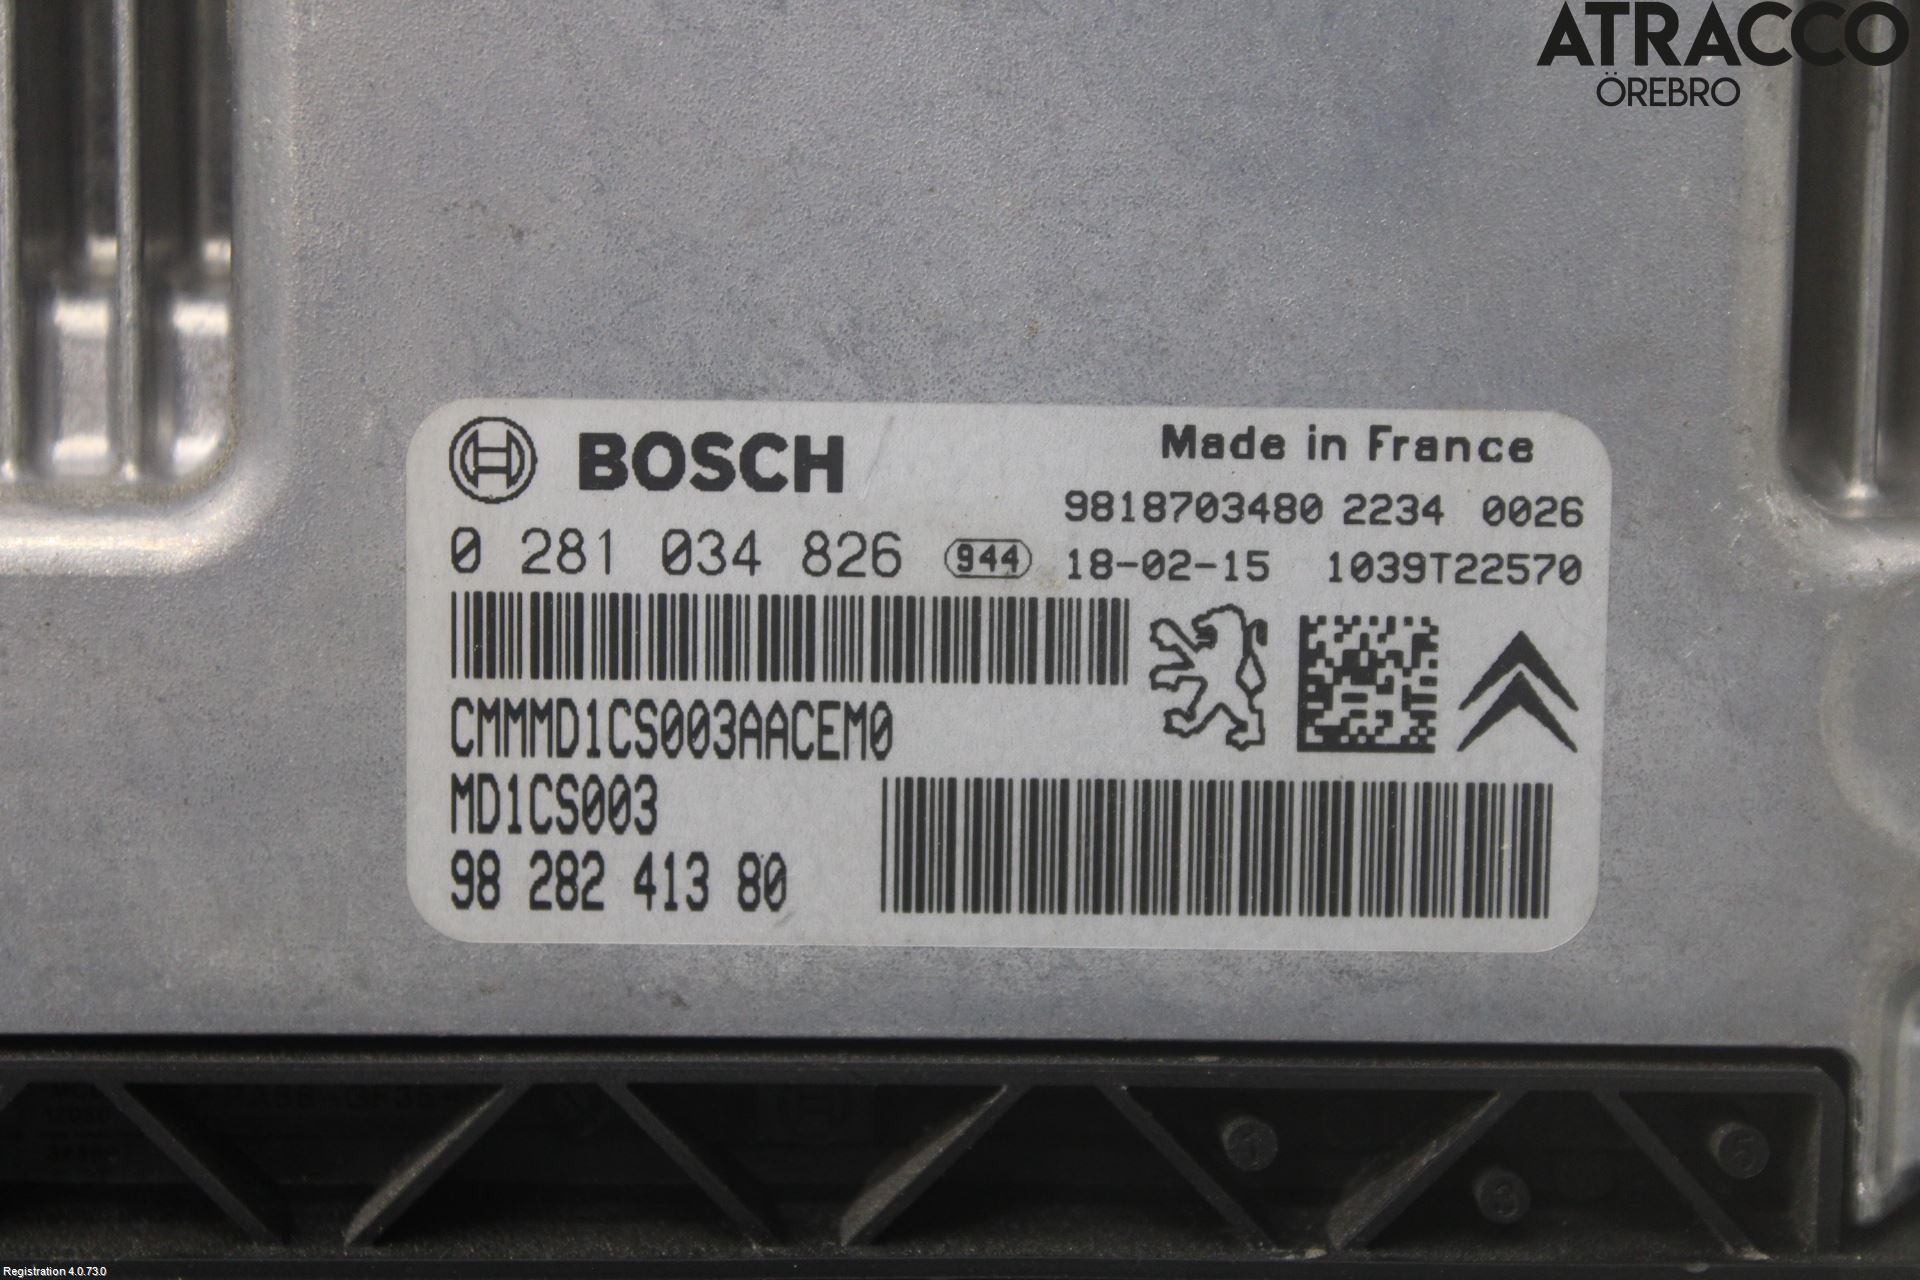 ATRACCO
ÖREBRO
BOSCH
Made in France
9818703480 2234 0026
0 281 034 826 944 18-02-15 1039T22570
CMMMD1CS003AACEM0
MD1CS003
98 282 413 80
Registration 4.0.73.0